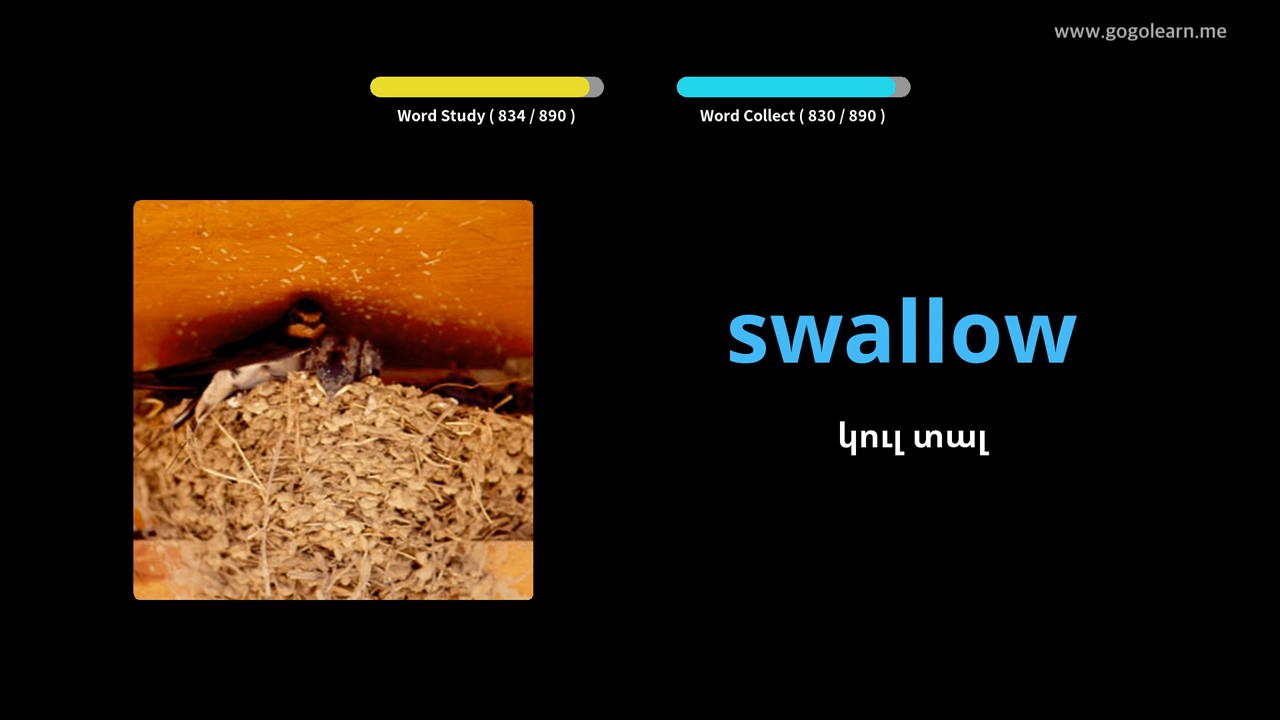 www.gogolearn.me
Word Study ( 834 / 890 )
Word Collect ( 830 / 890 )
swallow
կուլ տալ